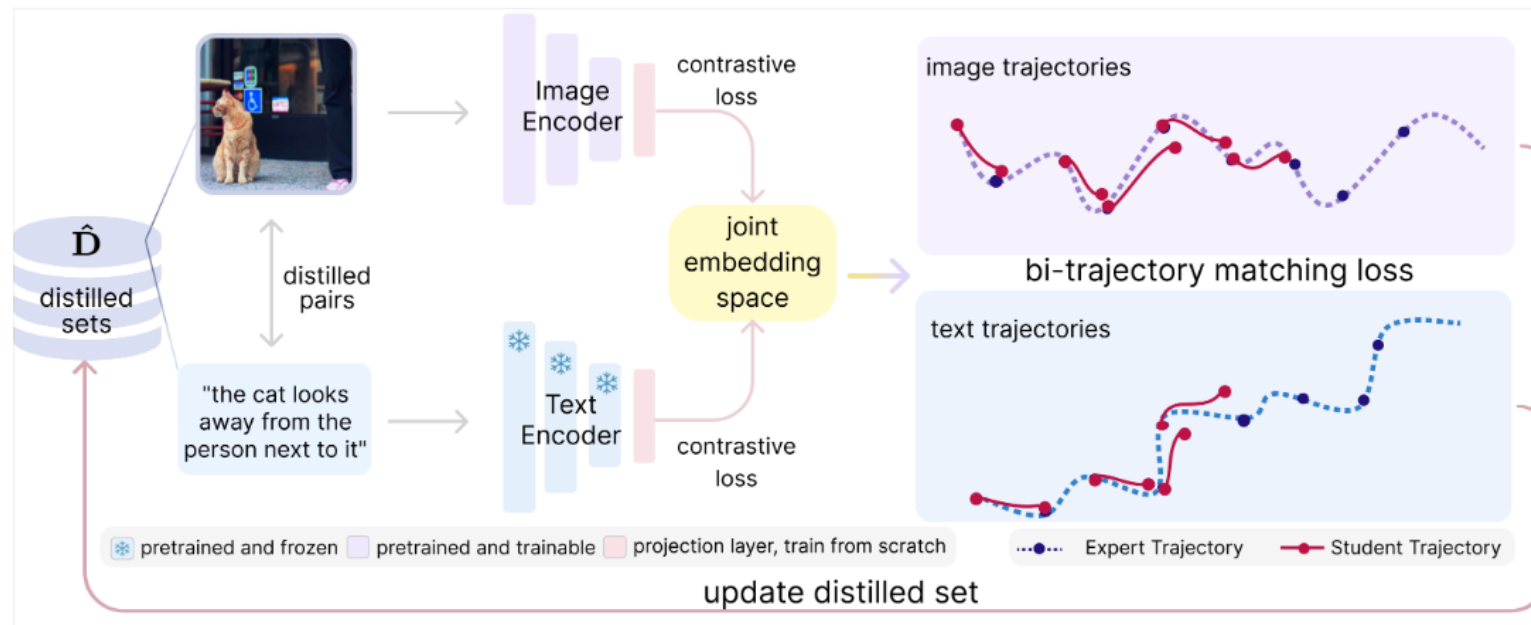 D̂
distilled
sets
distilled
pairs
"the cat looks
away from the
person next to it"
Image
Encoder
Text
Encoder
contrastive
loss
joint
embedding
space
contrastive
loss
image trajectories
bi-trajectory matching loss
text trajectories
pretrained and frozen
pretrained and trainable
projection layer, train from scratch
Expert Trajectory
Student Trajectory
update distilled set